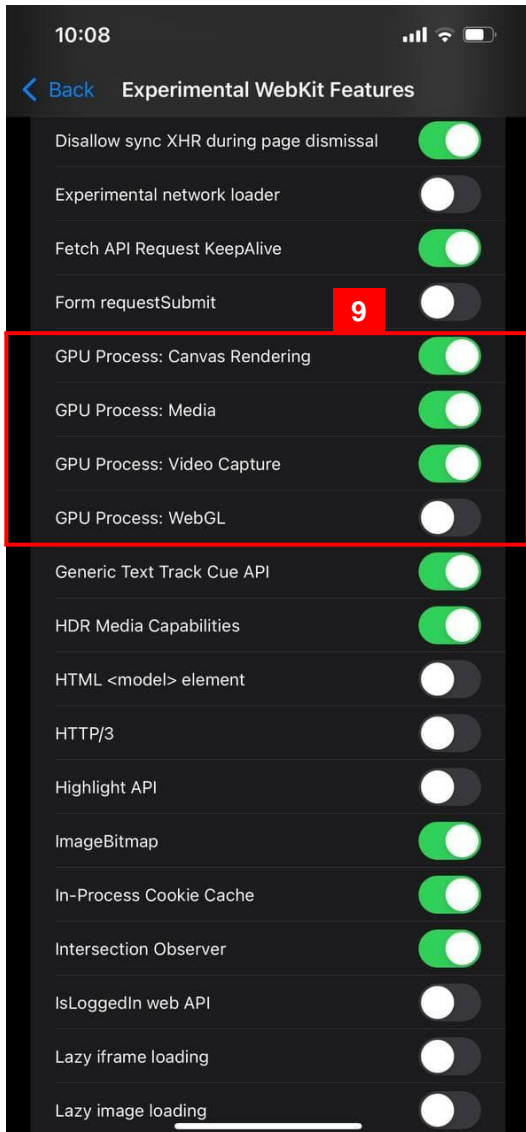 10:08
Back Experimental WebKit Features
Disallow sync XHR during page dismissal
Experimental network loader
Fetch API Request KeepAlive
Form requestSubmit
9
GPU Process: Canvas Rendering
GPU Process: Media
GPU Process: Video Capture
GPU Process: WebGL
Generic Text Track Cue API
HDR Media Capabilities
HTML <model> element
HTTP/3
Highlight API
ImageBitmap
In-Process Cookie Cache
Intersection Observer
IsLoggedIn web API
Lazy iframe loading
Lazy image loading